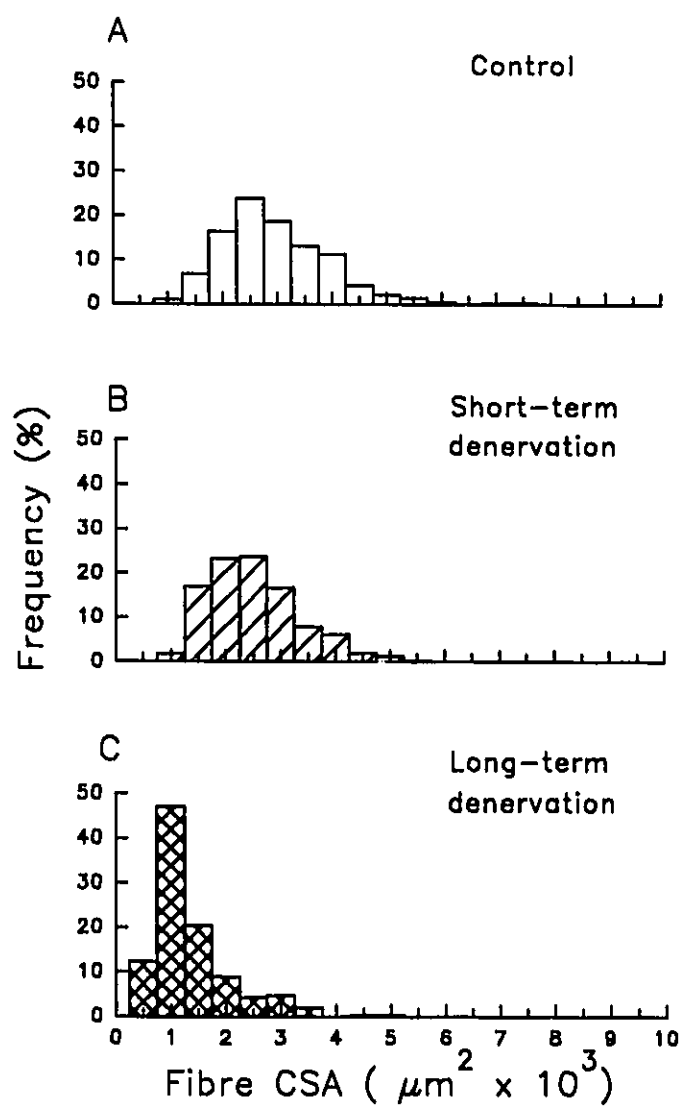 A
Control
50
40
30
20
10
0
B
Short-term
denervation
50
40
30
20
10
0
Frequency (%)
C
Long-term
denervation
50
40
30
20
10
0
0 1 2 3 4 5 6 7 8 9 10
Fibre CSA ( μm² x 10³)